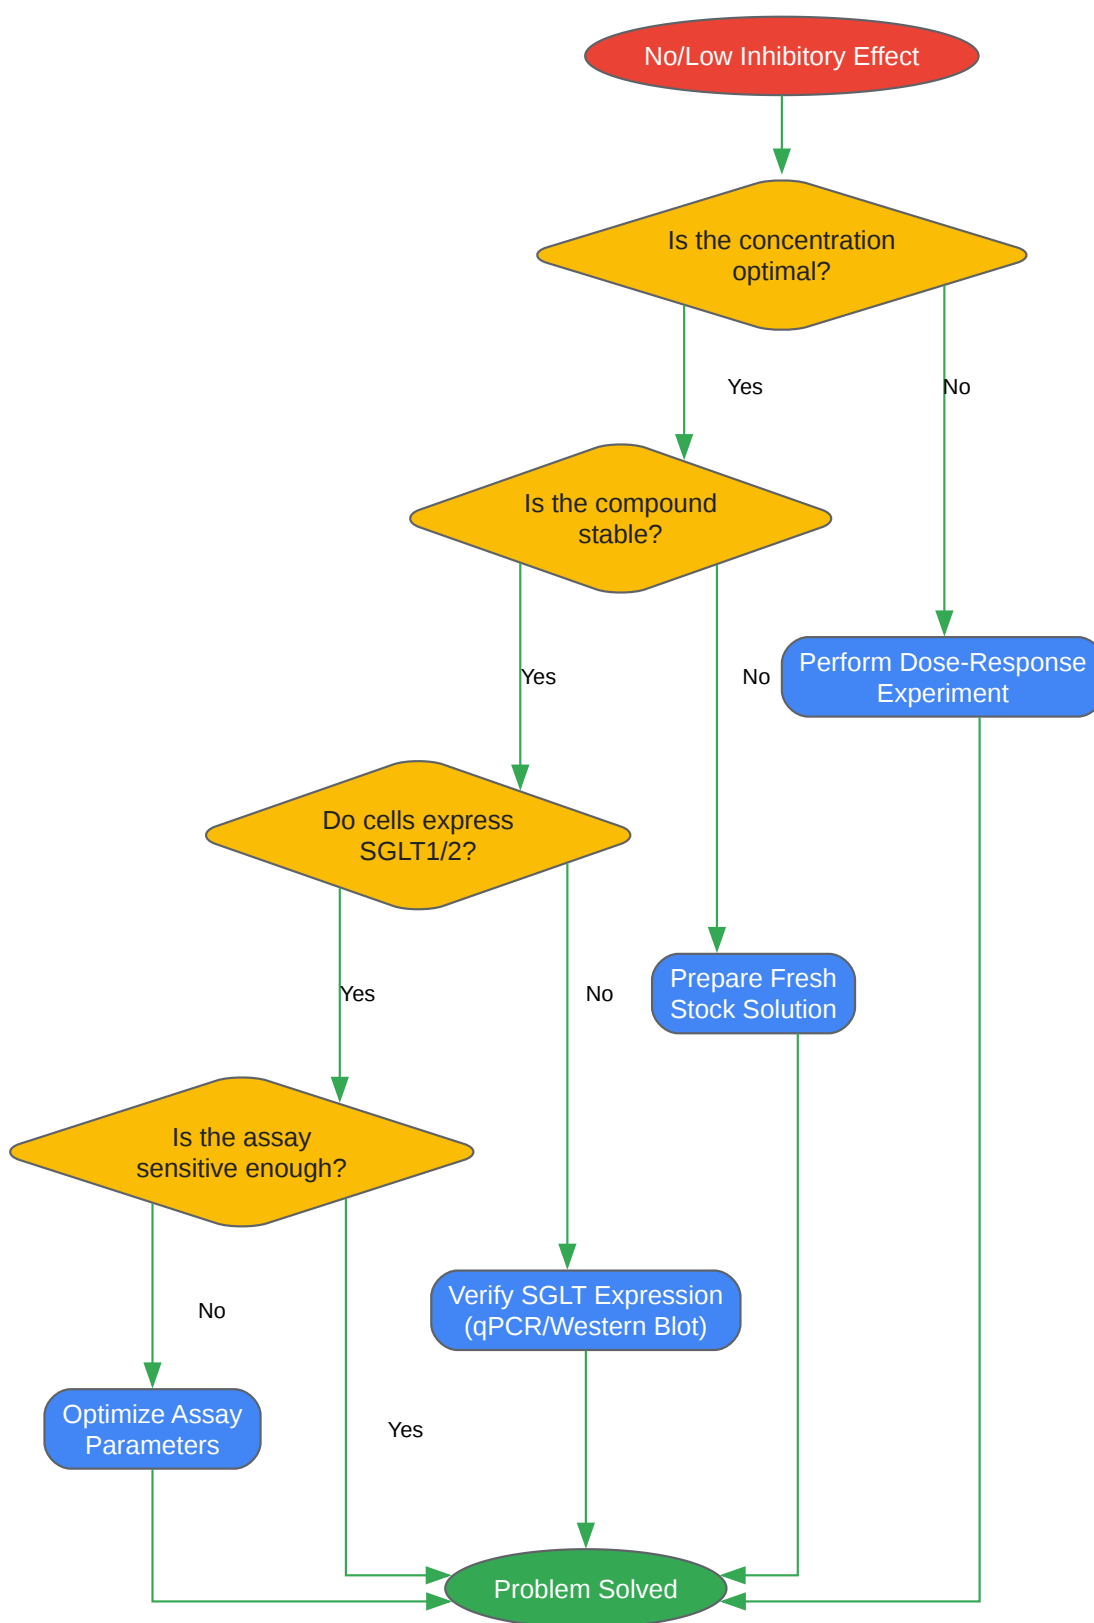 No/Low Inhibitory Effect
Is the concentration
optimal?
Yes
No
Is the compound
stable?
Yes
No
Perform Dose-Response
Experiment
Do cells express
SGLT1/2?
Yes
No
Prepare Fresh
Stock Solution
Is the assay
sensitive enough?
No
Yes
Verify SGLT Expression
(qPCR/Western Blot)
Optimize Assay
Parameters
Problem Solved